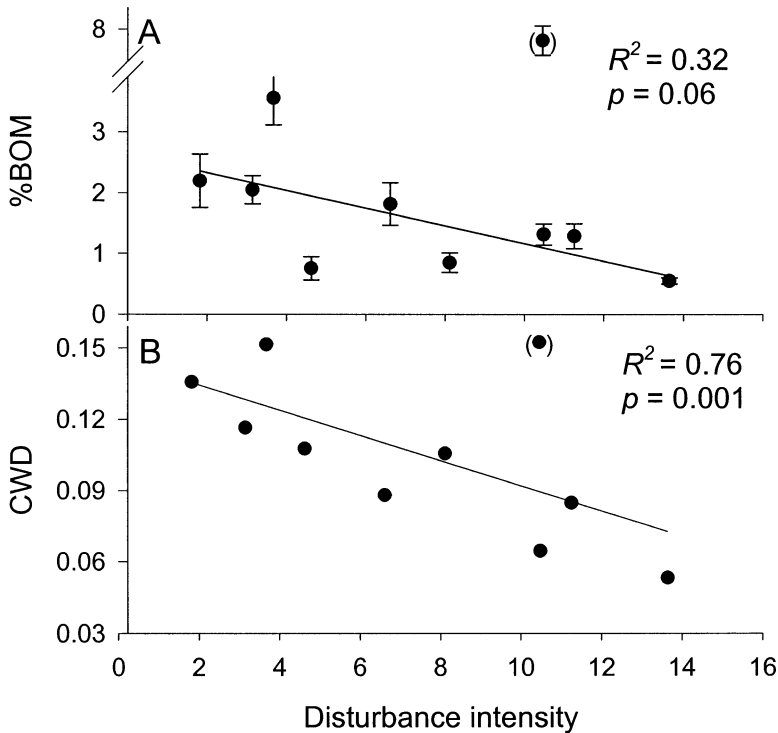 8
A
( )
R² = 0.32
p = 0.06
3
%BOM
2
1
0
0.15
B
( )
R² = 0.76
p = 0.001
0.12
CWD
0.09
0.06
0.03
0 2 4 6 8 10 12 14 16
Disturbance intensity